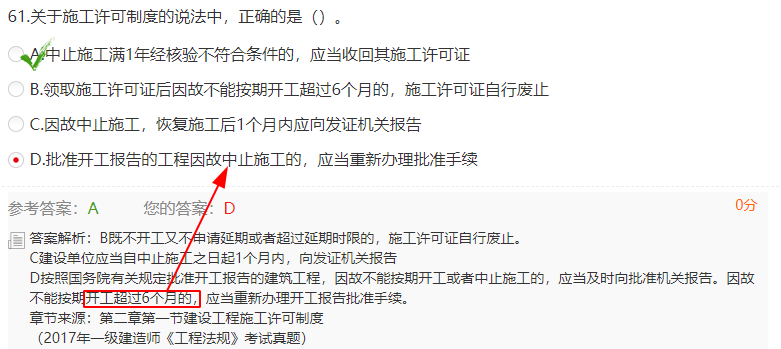 61.关于施工许可制度的说法中，正确的是（）。
A.中止施工满1年经核验不符合条件的，应当收回其施工许可证
B.领取施工许可证后因故不能按期开工超过6个月的，施工许可证自行废止
C.因故中止施工，恢复施工后1个月内应向发证机关报告
D.批准开工报告的工程因故中止施工的，应当重新办理批准手续
参考答案：A 您的答案：D 0分
答案解析：B既不开工又不申请延期或者超过延期时限的，施工许可证自行废止。
C建设单位应当自中止施工之日起1个月内，向发证机关报告
D按照国务院有关规定批准开工报告的建筑工程，因故不能按期开工或者中止施工的，应当及时向批准机关报告。因故
不能按期开工超过6个月的，应当重新办理开工报告批准手续。
章节来源：第二章第一节建设工程施工许可制度
（2017年一级建造师《工程法规》考试真题）